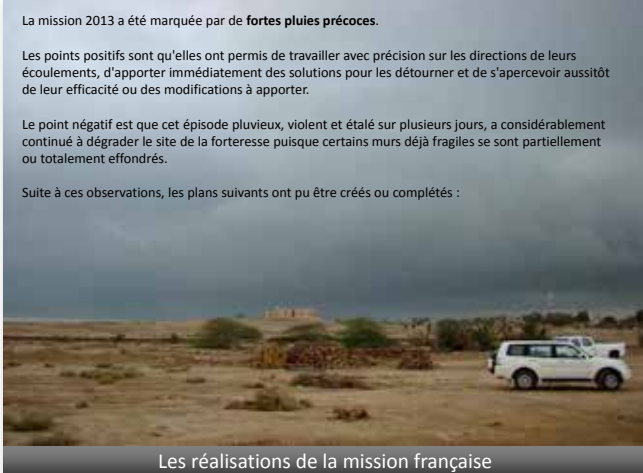 La mission 2013 a été marquée par de fortes pluies précoces.
Les points positifs sont qu'elles ont permis de travailler avec précision sur les directions de leurs
écoulements, d'apporter immédiatement des solutions pour les détourner et de s'apercevoir aussitôt
de leur efficacité ou des modifications à apporter.
Le point négatif est que cet épisode pluvieux, violent et étalé sur plusieurs jours, a considérablement
continué à dégrader le site de la forteresse puisque certains murs déjà fragiles se sont partiellement
ou totalement effondrés.
Suite à ces observations, les plans suivants ont pu être créés ou complétés :
Les réalisations de la mission française